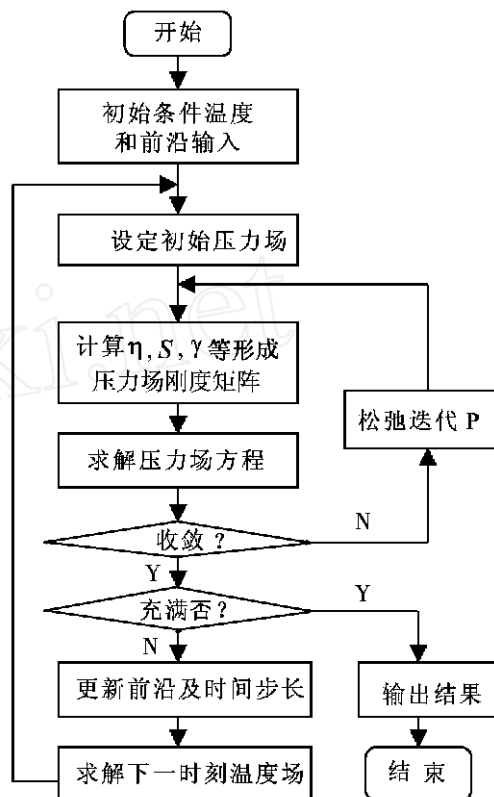 开始
初始条件温度
和前沿输入
设定初始压力场
计算η, S, γ等形成
压力场刚度矩阵
松弛迭代 P
求解压力场方程
收敛？
N
Y
充满否？
Y
N
更新前沿及时间步长
输出结果
求解下一时刻温度场
结 束
ki.net